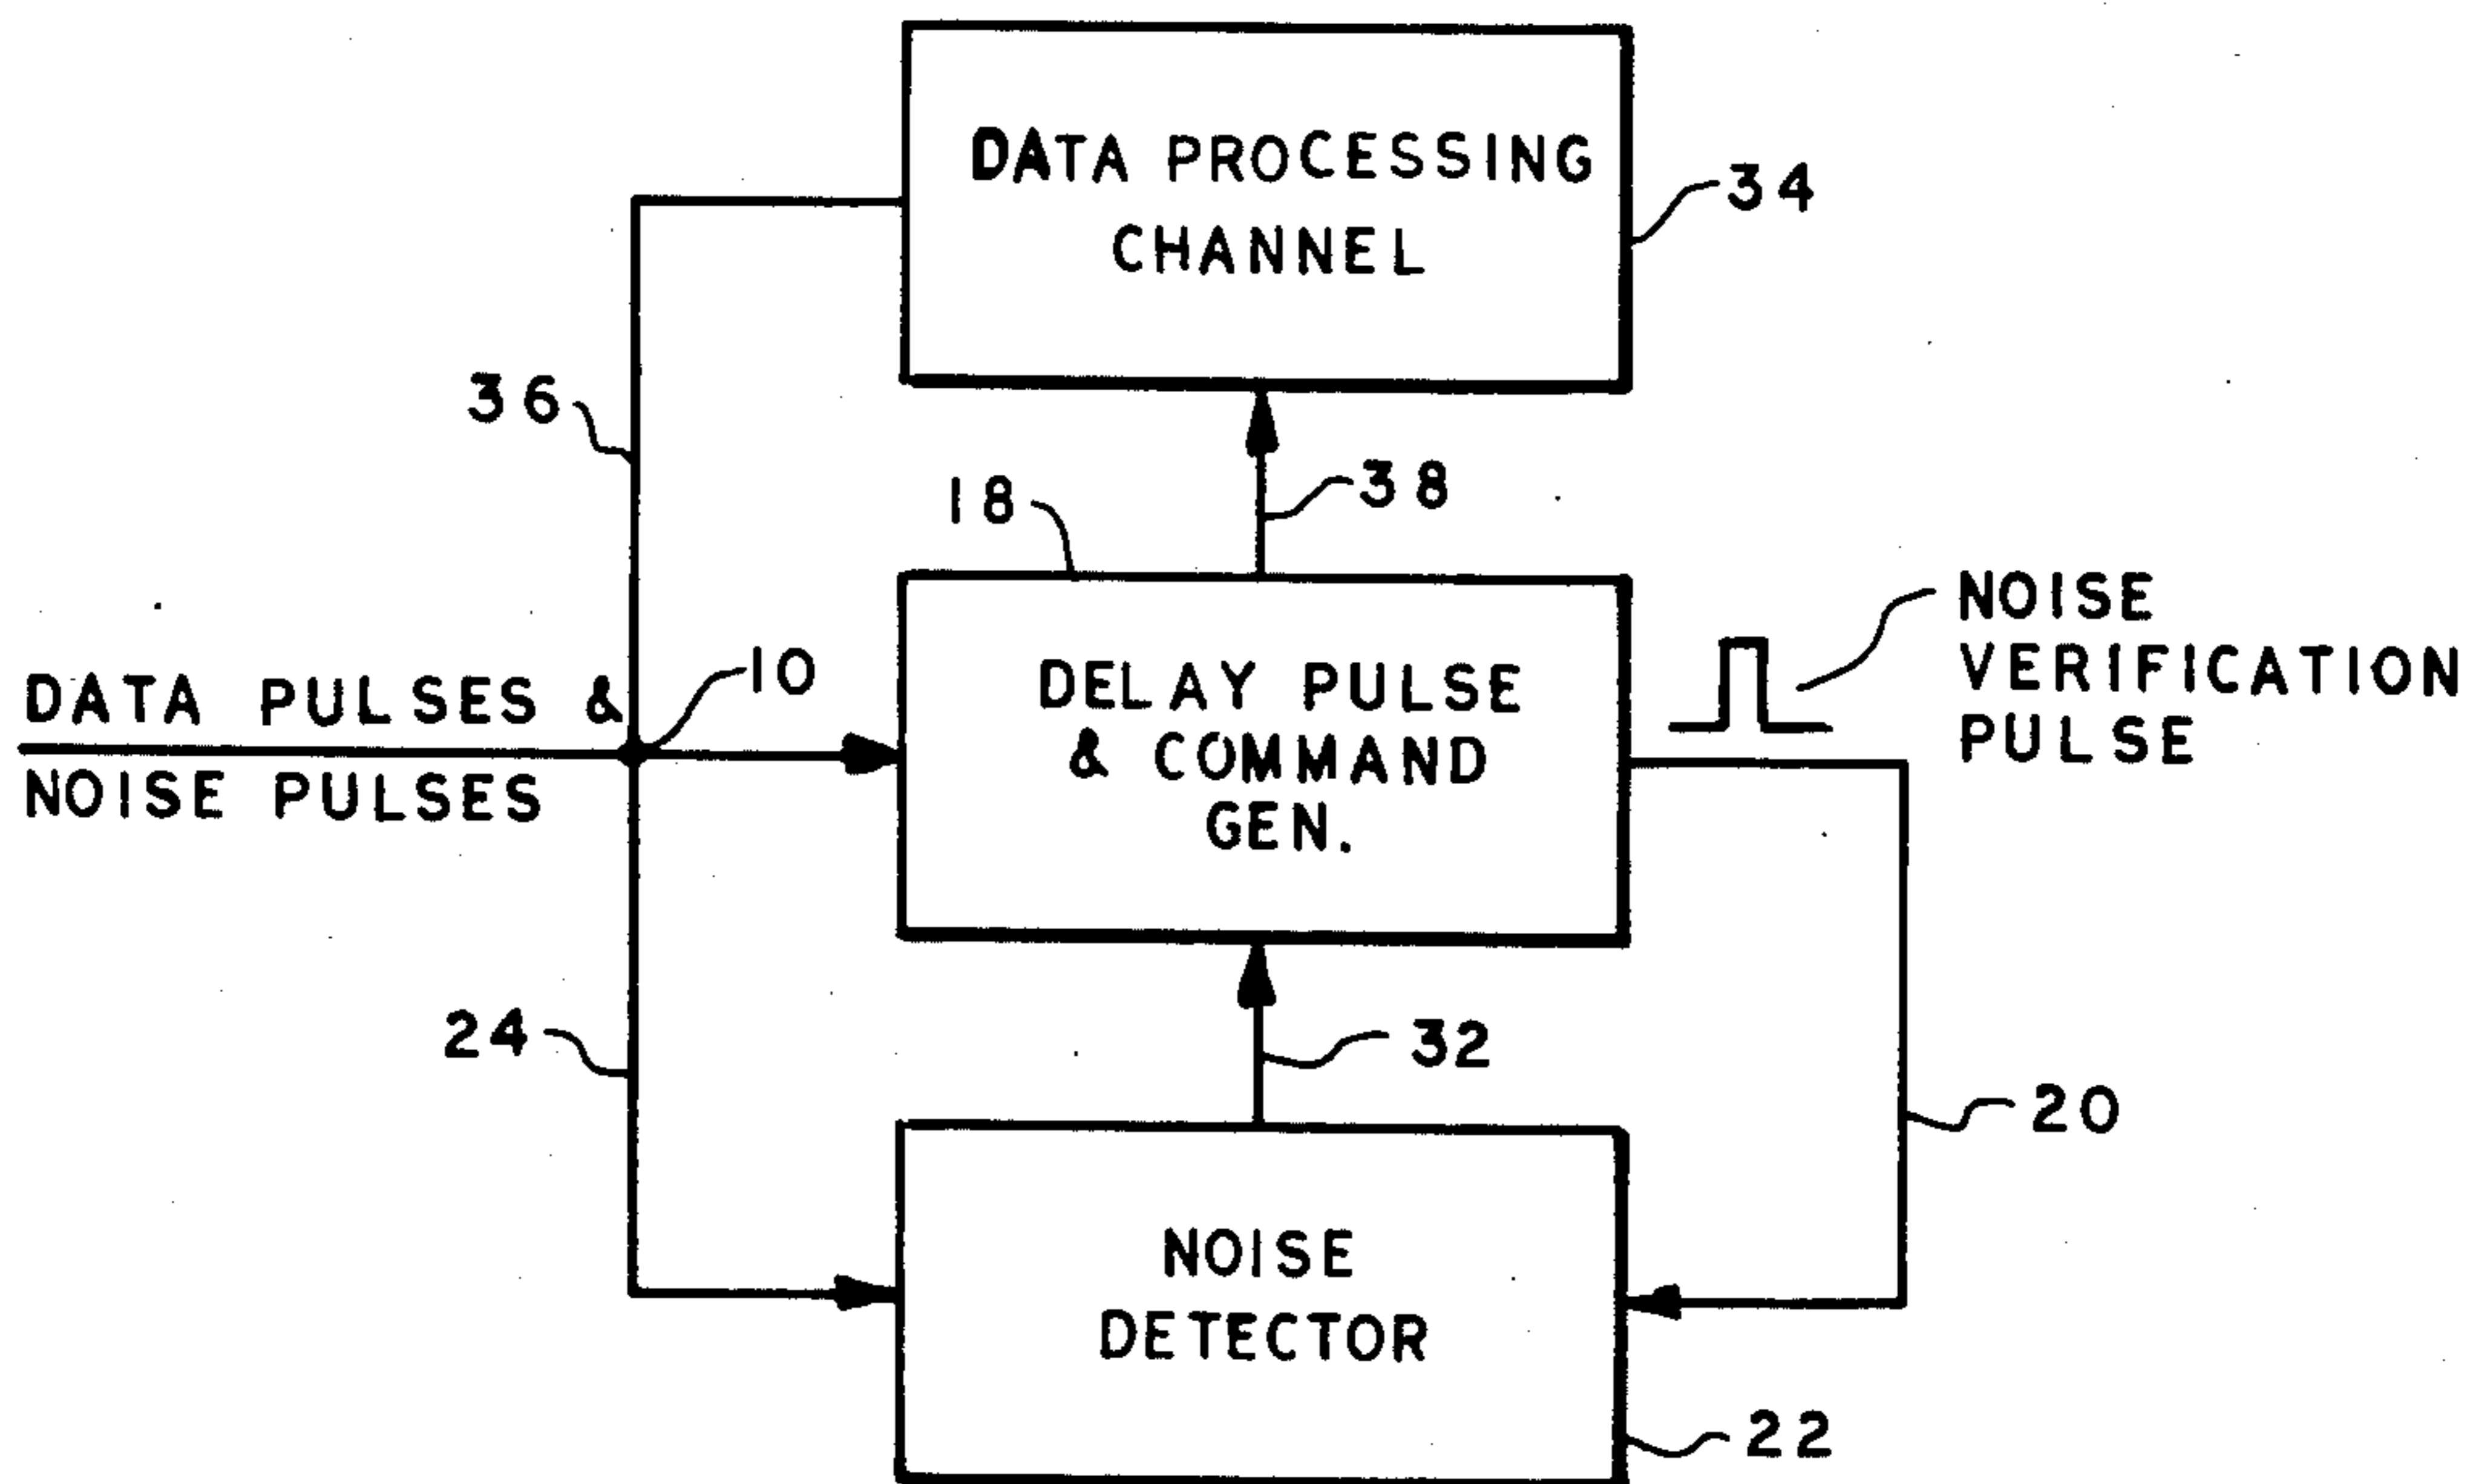 DATA PROCESSING
CHANNEL
34
36
38
18
10
DATA PULSES &
NOISE PULSES
DELAY PULSE
& COMMAND
GEN.
NOISE
VERIFICATION
PULSE
24
32
20
NOISE
DETECTOR
22